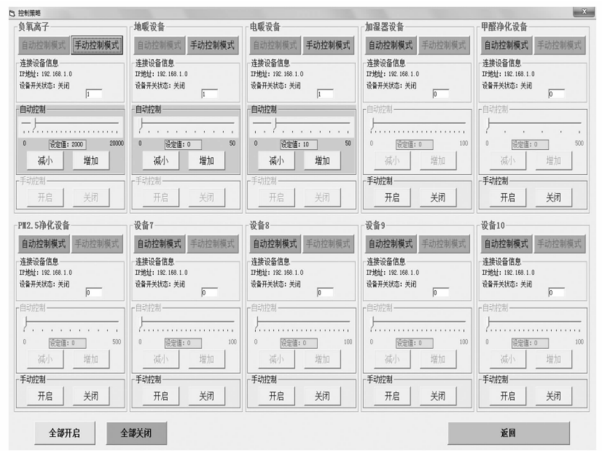 控制策略
负氧离子 地暖设备 电暖设备 加湿器设备 甲醛净化设备
自动控制模式 手动控制模式 自动控制模式 手动控制模式 自动控制模式 手动控制模式 自动控制模式 手动控制模式 自动控制模式 手动控制模式
连接设备信息 连接设备信息 连接设备信息 连接设备信息 连接设备信息
IP地址: 192.168.1.0 IP地址: 192.168.1.0 IP地址: 192.168.1.0 IP地址: 192.168.1.0 IP地址: 192.168.1.0
设备开关状态: 关闭 设备开关状态: 关闭 设备开关状态: 关闭 设备开关状态: 关闭 设备开关状态: 关闭
1 1 1 0 0
自动控制 自动控制 自动控制 自动控制 自动控制
0 设定值: 2000 20000 0 设定值: 0 50 0 设定值: 10 50 0 设定值: 0 100 0 设定值: 0 500
减小 增加 减小 增加 减小 增加 减小 增加 减小 增加
手动控制 手动控制 手动控制 手动控制 手动控制
开启 关闭 开启 关闭 开启 关闭 开启 关闭 开启 关闭
PM2.5净化设备 设备7 设备8 设备9 设备10
自动控制模式 手动控制模式 自动控制模式 手动控制模式 自动控制模式 手动控制模式 自动控制模式 手动控制模式 自动控制模式 手动控制模式
连接设备信息 连接设备信息 连接设备信息 连接设备信息 连接设备信息
IP地址: 192.168.1.0 IP地址: 192.168.1.0 IP地址: 192.168.1.0 IP地址: 192.168.1.0 IP地址: 192.168.1.0
设备开关状态: 关闭 设备开关状态: 关闭 设备开关状态: 关闭 设备开关状态: 关闭 设备开关状态: 关闭
0 0 0 0 0
自动控制 自动控制 自动控制 自动控制 自动控制
0 设定值: 0 500 0 设定值: 0 100 0 设定值: 0 100 0 设定值: 0 100 0 设定值: 0 100
减小 增加 减小 增加 减小 增加 减小 增加 减小 增加
手动控制 手动控制 手动控制 手动控制 手动控制
开启 关闭 开启 关闭 开启 关闭 开启 关闭 开启 关闭
全部开启 全部关闭 返回